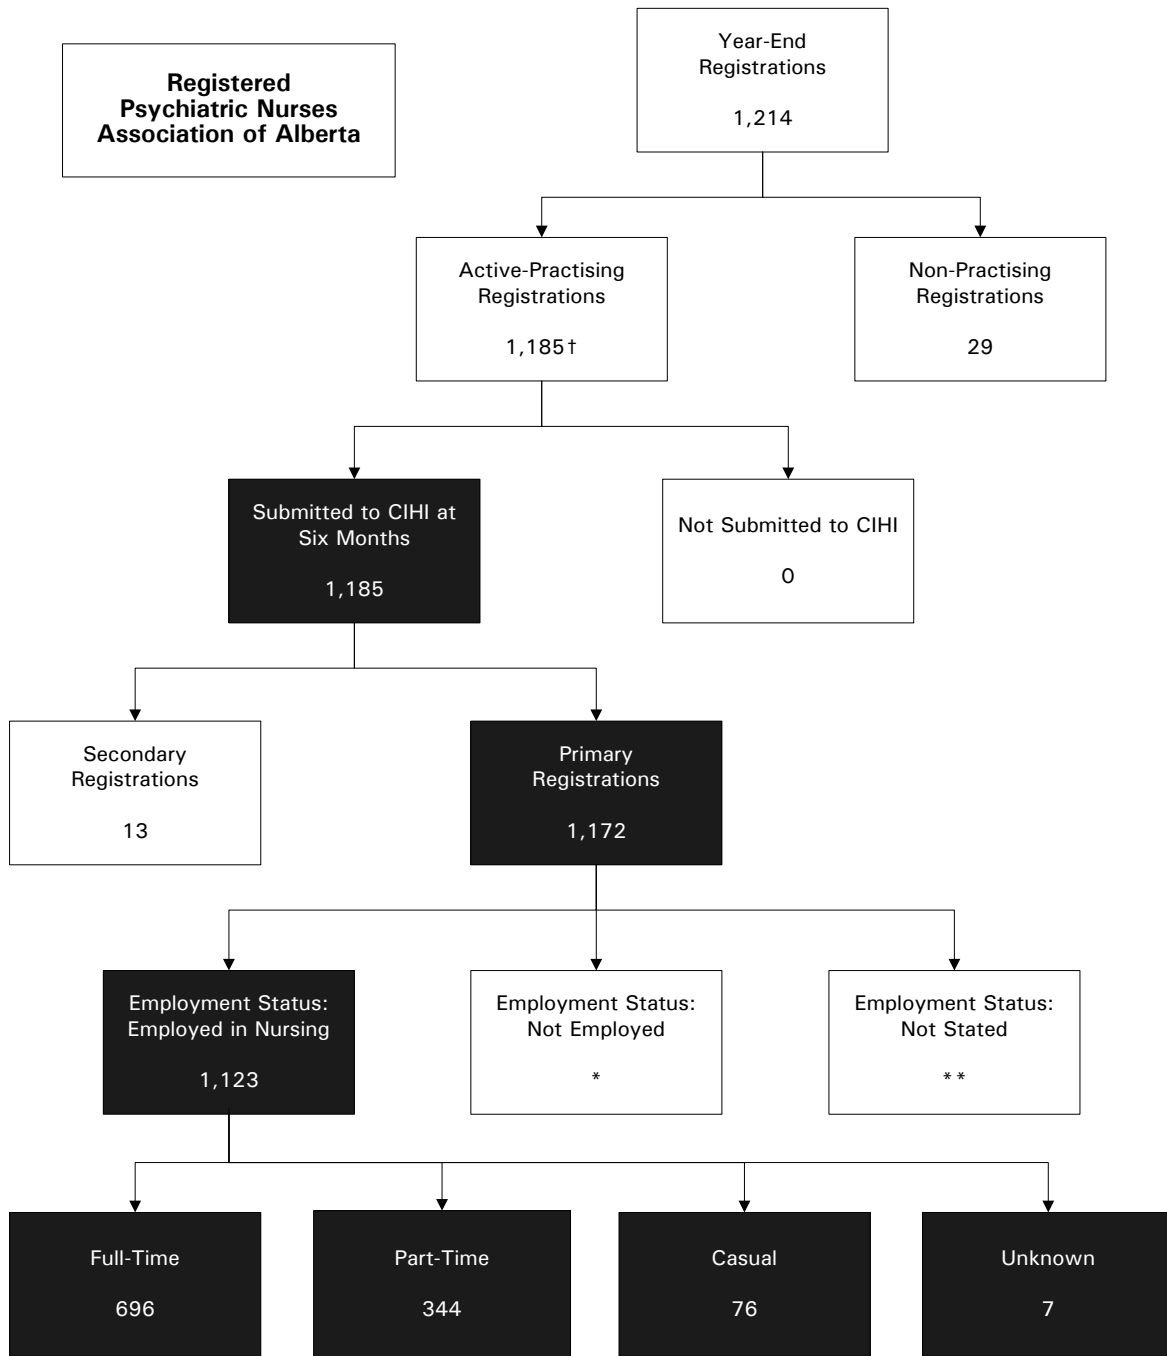 Registered
Psychiatric Nurses
Association of Alberta
Year-End
Registrations
1,214
Active-Practising
Registrations
1,185†
Non-Practising
Registrations
29
Submitted to CIHI at
Six Months
1,185
Not Submitted to CIHI
0
Secondary
Registrations
13
Primary
Registrations
1,172
Employment Status:
Employed in Nursing
1,123
Employment Status:
Not Employed
*
Employment Status:
Not Stated
**
Full-Time
696
Part-Time
344
Casual
76
Unknown
7